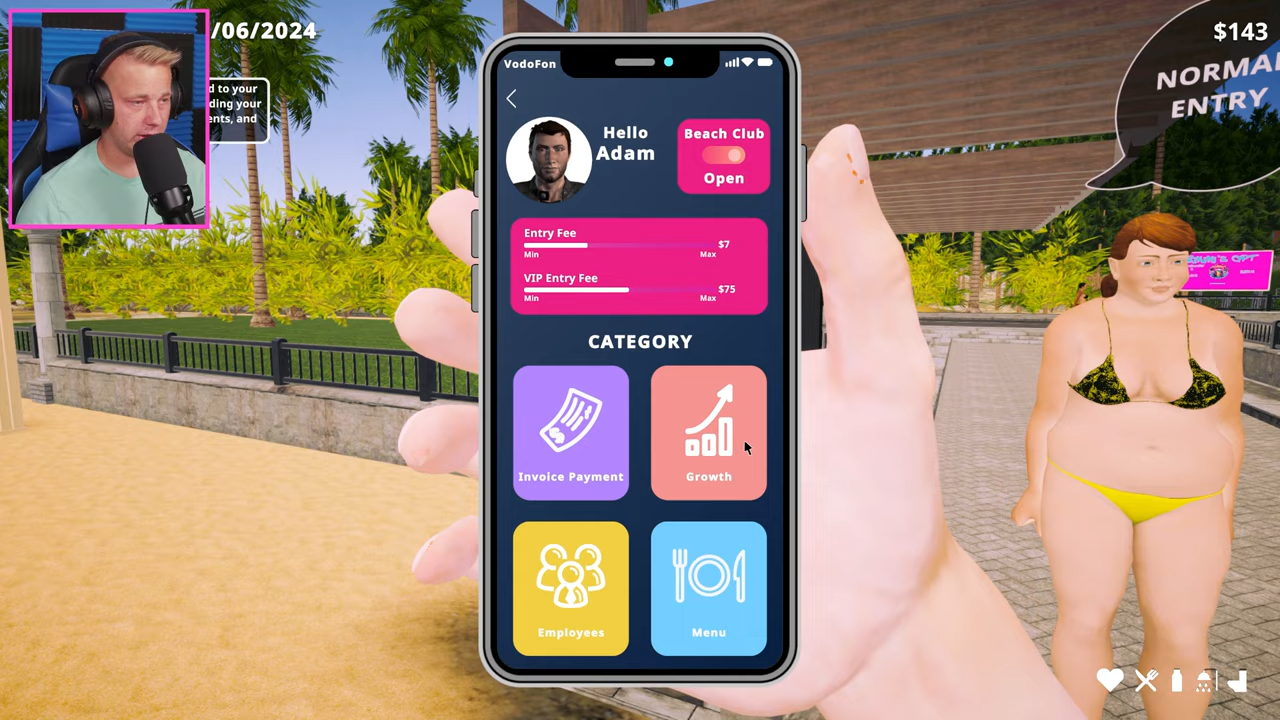 /06/2024
$143
d to your
ding your
ents, and
NORMAL
ENTRY
VodoFon
Hello
Adam
Beach Club
Open
Entry Fee
$7
Min
Max
VIP Entry Fee
$75
Min
Max
CATEGORY
Invoice Payment
Growth
Employees
Menu